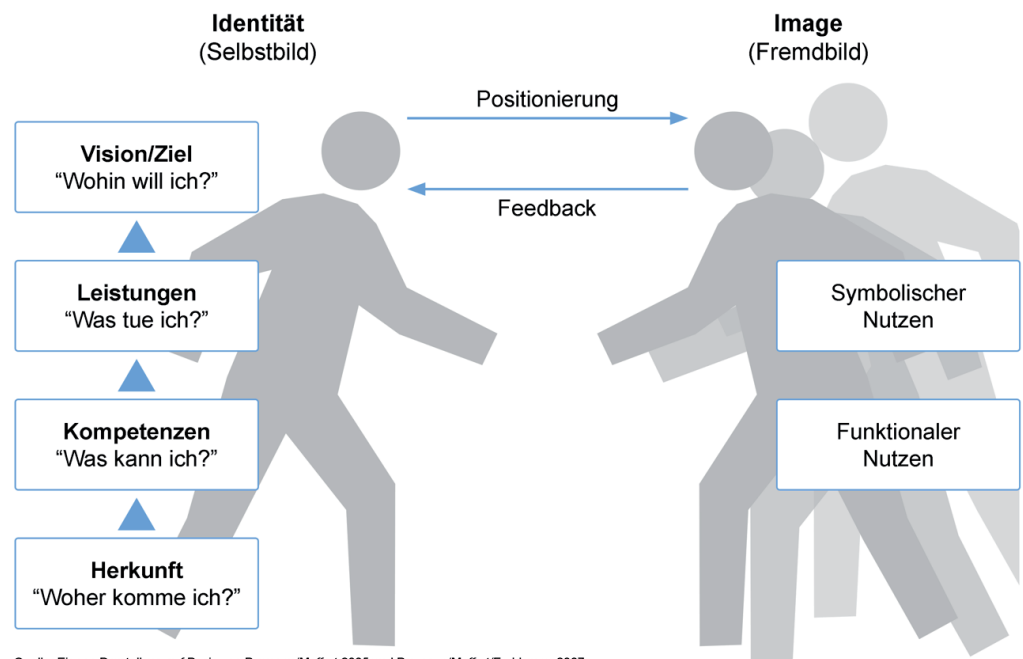 Identität
(Selbstbild)
Image
(Fremdbild)
Positionierung
Feedback
Vision/Ziel
“Wohin will ich?”
Leistungen
“Was tue ich?”
Kompetenzen
“Was kann ich?”
Herkunft
“Woher komme ich?”
Symbolischer
Nutzen
Funktionaler
Nutzen